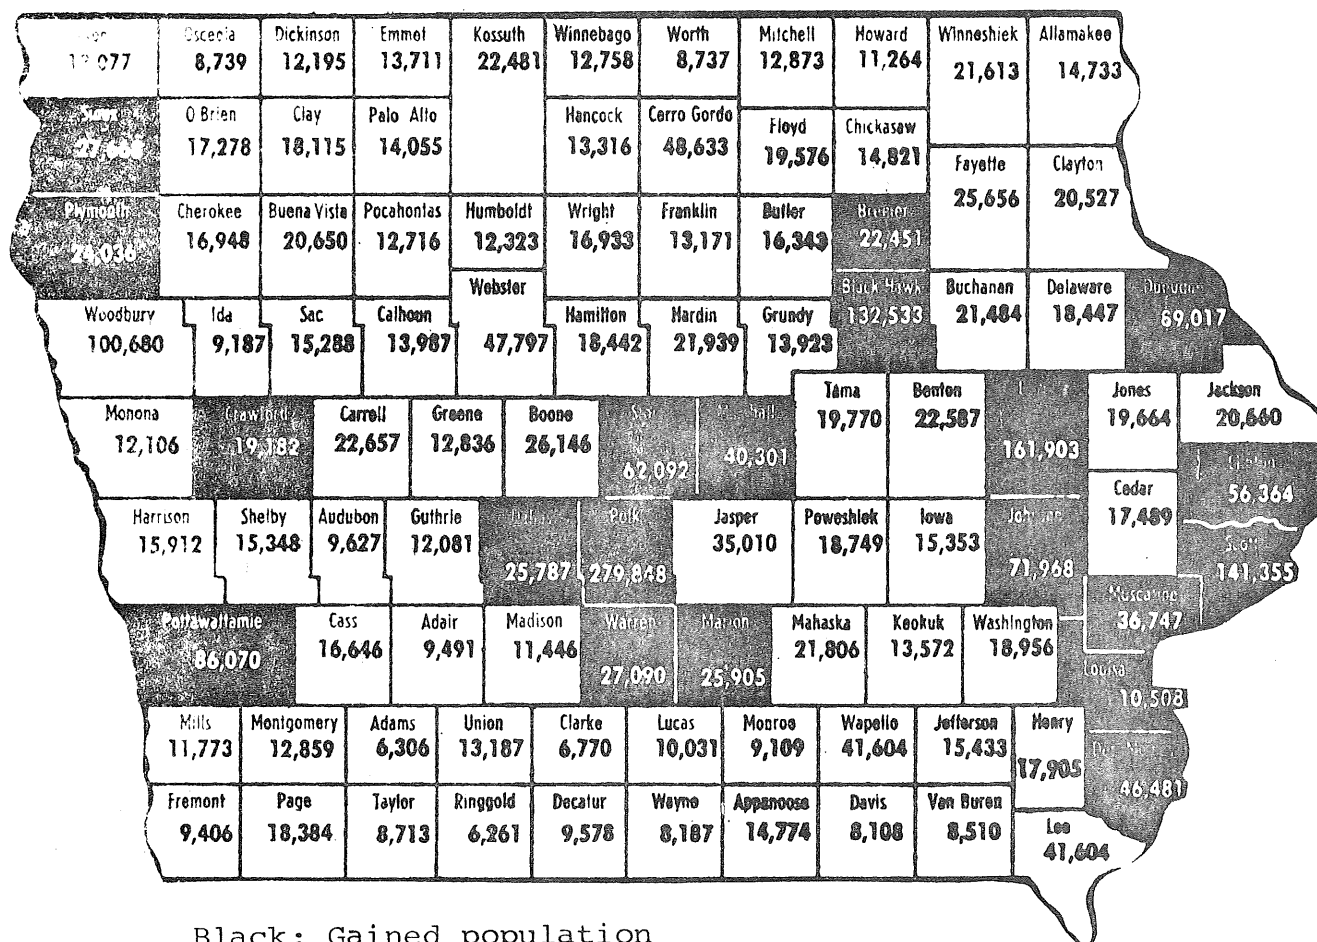 Osceola Dickinson Emmet Kossuth Winnebago Worth Mitchell Howard Winneshiek Allamakee
8,739 12,195 13,711 22,481 12,758 8,737 12,873 11,264 21,613 14,733
O Brien Clay Palo Alto Hancock Cerro Gordo Floyd Chickasaw Fayette Clayton
17,278 18,115 14,055 13,316 48,633 19,576 14,821 25,656 20,527
Plymouth Cherokee Buena Vista Pocahontas Humboldt Wright Franklin Butler Bremer
24,036 16,948 20,650 12,716 12,323 16,933 13,171 16,343 22,451
Woodbury Ida Sac Calhoun Webster Hamilton Hardin Grundy Black Hawk Buchanan Delaware Dubuque
100,680 9,187 15,288 13,987 47,797 18,442 21,939 13,923 132,533 21,484 18,447 89,017
Monona Crawford Carroll Greene Boone Story Tama Benton Jones Jackson
12,106 19,182 22,657 12,836 26,146 62,092 40,301 19,770 22,587 161,903 19,664 20,660
Clinton
56,364
Harrison Shelby Audubon Guthrie Dallas Polk Jasper Poweshiek Iowa Johnson Cedar Scott
15,912 15,348 9,627 12,081 25,787 279,848 35,010 18,749 15,353 71,968 17,489 141,355
Pottawattamie Cass Adair Madison Warren Marion Mahaska Keokuk Washington Muscatine
86,070 16,646 9,491 11,446 27,090 25,905 21,806 13,572 18,956 36,747
Louisa
10,508
Mills Montgomery Adams Union Clarke Lucas Monroe Wapello Jefferson Henry
11,773 12,859 6,306 13,187 6,770 10,031 9,109 41,604 15,433 17,905 46,481
Fremont Page Taylor Ringgold Decatur Wayne Appanoose Davis Van Buren Lee
9,406 18,384 8,713 6,261 9,578 8,187 14,774 8,108 8,510 41,604
Black: Gained population